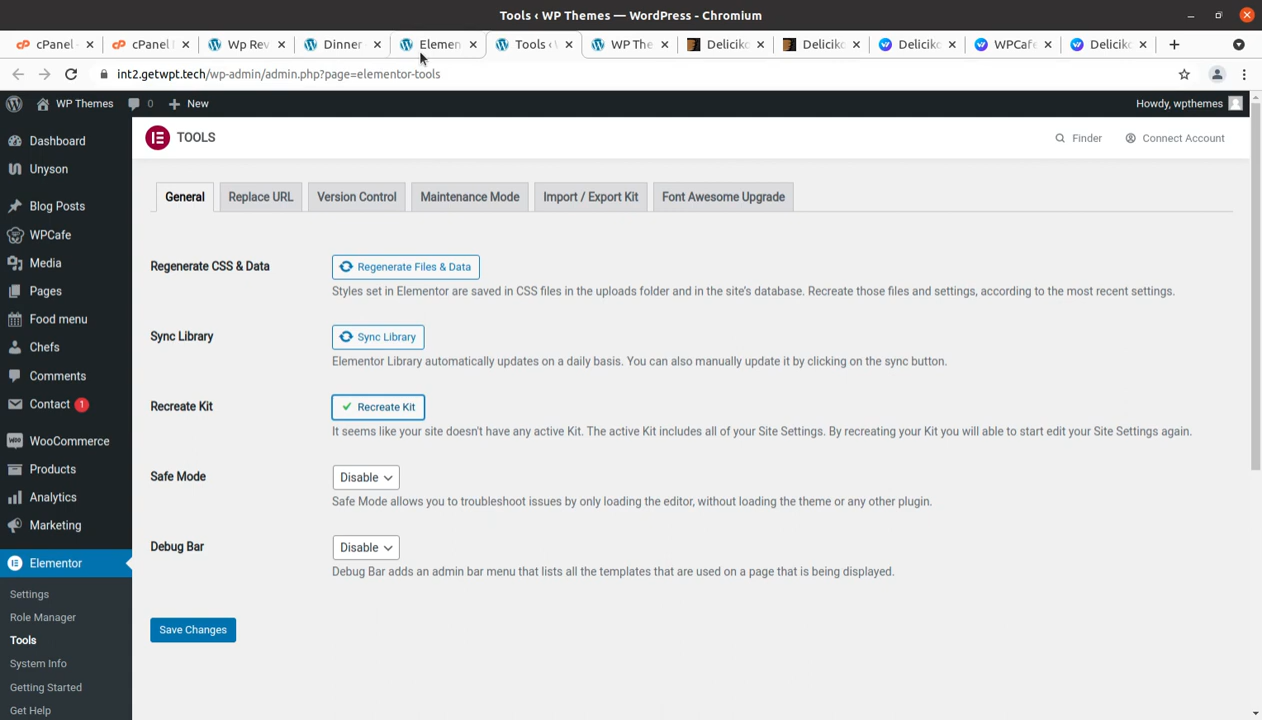 Tools ‹ WP Themes — WordPress - Chromium
cPanel
cPanel
Wp Rev
Dinner
Elemen
Tools ‹
WP The
Deliciko
Deliciko
Deliciko
WPCafe
Deliciko
int2.getwpt.tech/wp-admin/admin.php?page=elementor-tools
WP Themes 0 New Howdy, wpthemes
TOOLS Finder Connect Account
Dashboard
Unyson
Blog Posts
WPCafe
Media
Pages
Food menu
Chefs
Comments
Contact 1
WooCommerce
Products
Analytics
Marketing
Elementor
Settings
Role Manager
Tools
System Info
Getting Started
Get Help
General Replace URL Version Control Maintenance Mode Import / Export Kit Font Awesome Upgrade
Regenerate CSS & Data Regenerate Files & Data
Styles set in Elementor are saved in CSS files in the uploads folder and in the site's database. Recreate those files and settings, according to the most recent settings.
Sync Library Sync Library
Elementor Library automatically updates on a daily basis. You can also manually update it by clicking on the sync button.
Recreate Kit Recreate Kit
It seems like your site doesn't have any active Kit. The active Kit includes all of your Site Settings. By recreating your Kit you will able to start edit your Site Settings again.
Safe Mode Disable
Safe Mode allows you to troubleshoot issues by only loading the editor, without loading the theme or any other plugin.
Debug Bar Disable
Debug Bar adds an admin bar menu that lists all the templates that are used on a page that is being displayed.
Save Changes